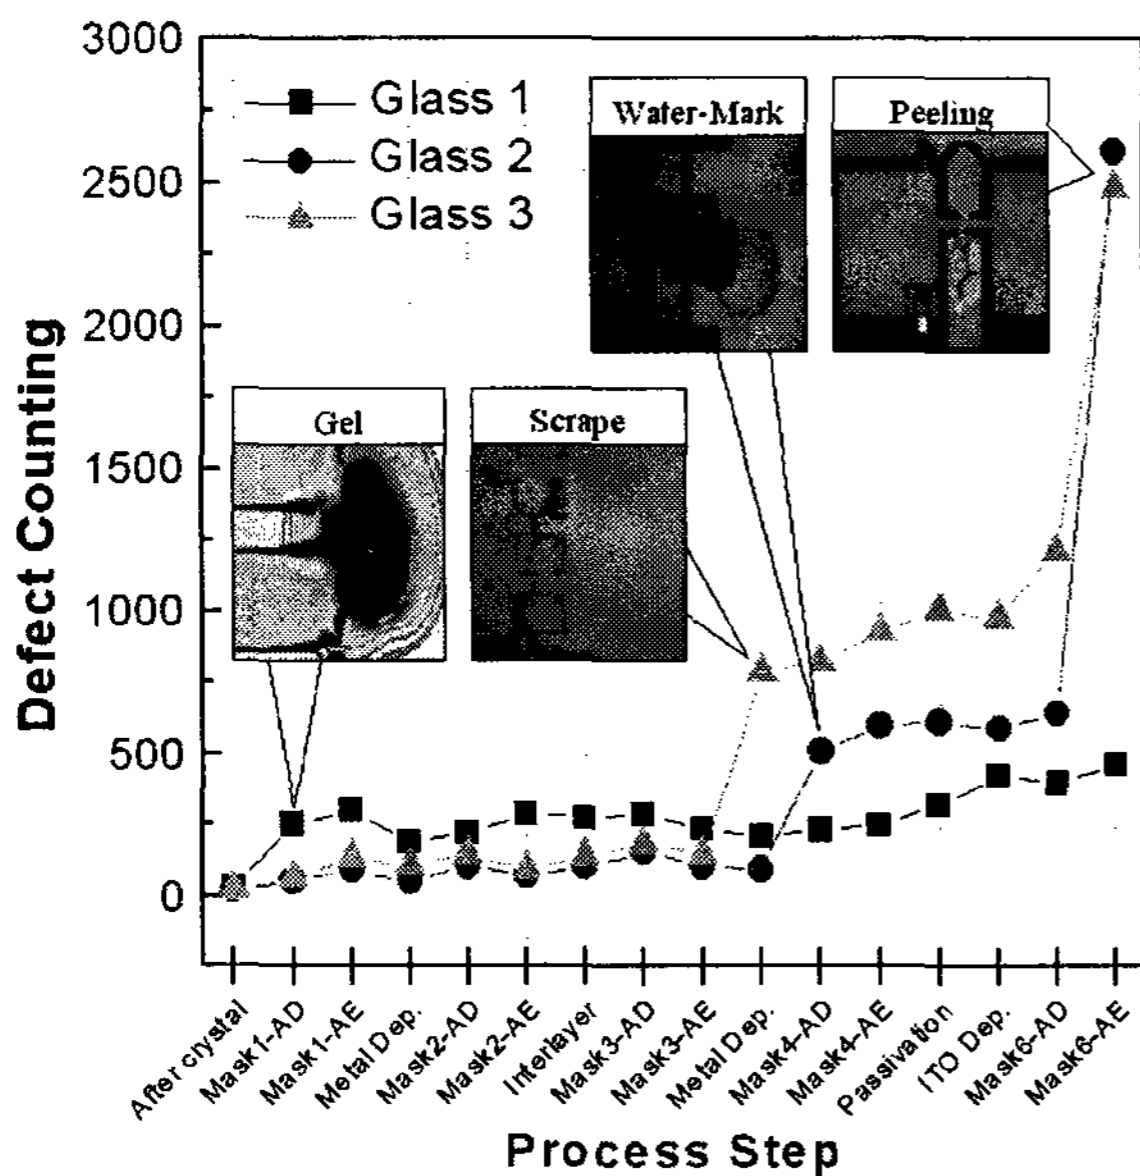 3000
2500
2000
1500
1000
500
0
Defect Counting
Glass 1
Glass 2
Glass 3
Water-Mark
Peeling
Gel
Scrape
After crystal
Mask1-AD
Mask1-AE
Metal Dep.
Mask2-AD
Mask2-AE
Interlayer
Mask3-AD
Mask3-AE
Metal Dep.
Mask4-AD
Mask4-AE
Passivation
ITO Dep.
Mask6-AD
Mask6-AE
Process Step